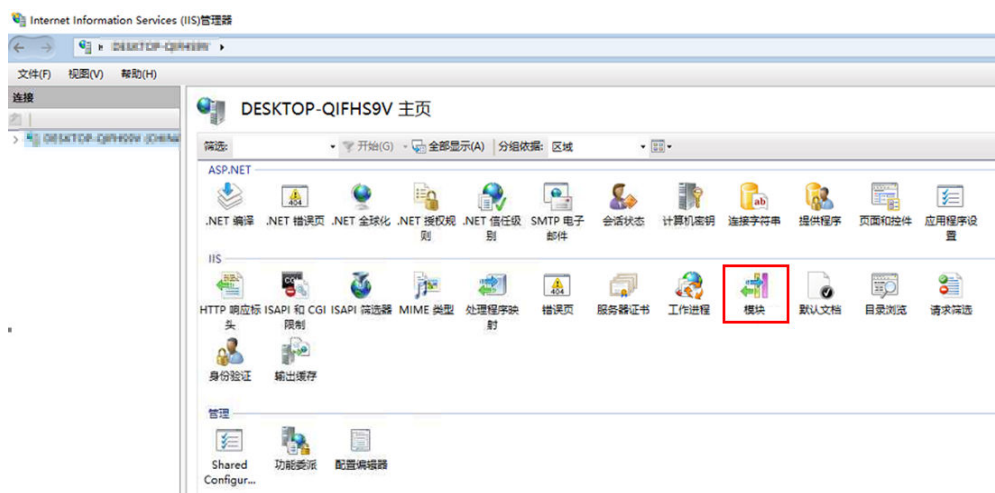 Internet Information Services (IIS)管理器
文件(F) 视图(V) 帮助(H)
连接
DESKTOP-QIFHS9V 主页
筛选: 开始(G) 全部显示(A) 分组依据: 区域
ASP.NET
.NET 编译 .NET 错误页 .NET 全球化 .NET 授权规则 .NET 信任级别 SMTP 电子邮件 会话状态 计算机密钥 连接字符串 提供程序 页面和控件 应用程序设置
IIS
HTTP 响应标头 ISAPI 和 CGI 限制 ISAPI 筛选器 MIME 类型 处理程序映射 错误页 服务器证书 工作进程 模块 默认文档 目录浏览 请求筛选
身份验证 输出缓存
管理
Shared Configur... 功能委派 配置编辑器